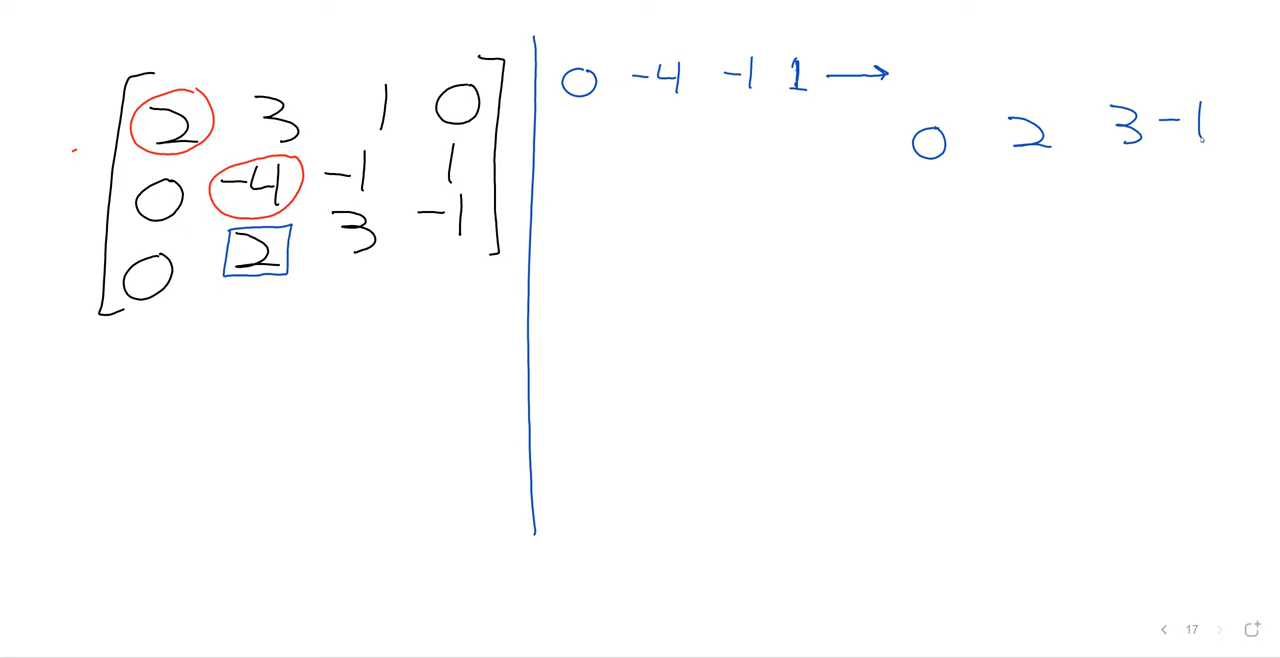 2 3 1 0
0 -4 -1 1
0 2 3 -1
0 -4 -1 1 →
0 2 3 -1
17